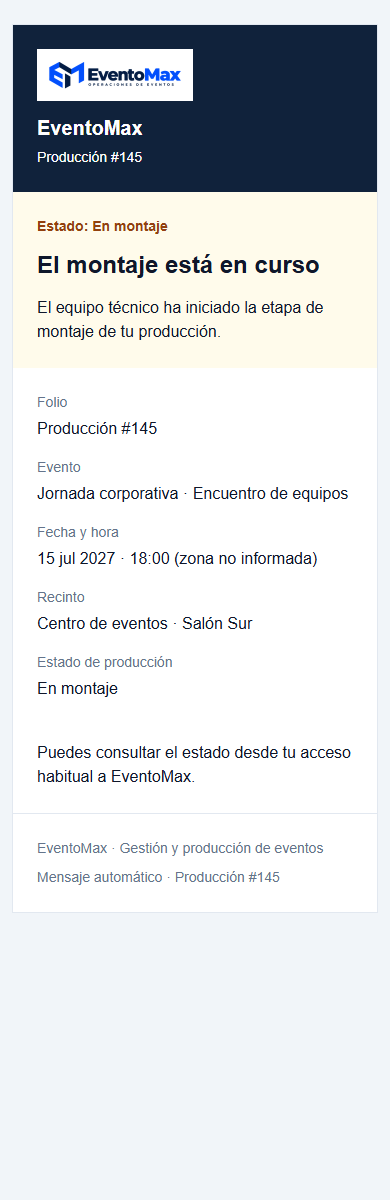 EventoMax
OPERACIONES DE EVENTOS
EventoMax
Producción #145
Estado: En montaje
El montaje está en curso
El equipo técnico ha iniciado la etapa de
montaje de tu producción.
Folio
Producción #145
Evento
Jornada corporativa · Encuentro de equipos
Fecha y hora
15 jul 2027 · 18:00 (zona no informada)
Recinto
Centro de eventos · Salón Sur
Estado de producción
En montaje
Puedes consultar el estado desde tu acceso
habitual a EventoMax.
EventoMax · Gestión y producción de eventos
Mensaje automático · Producción #145